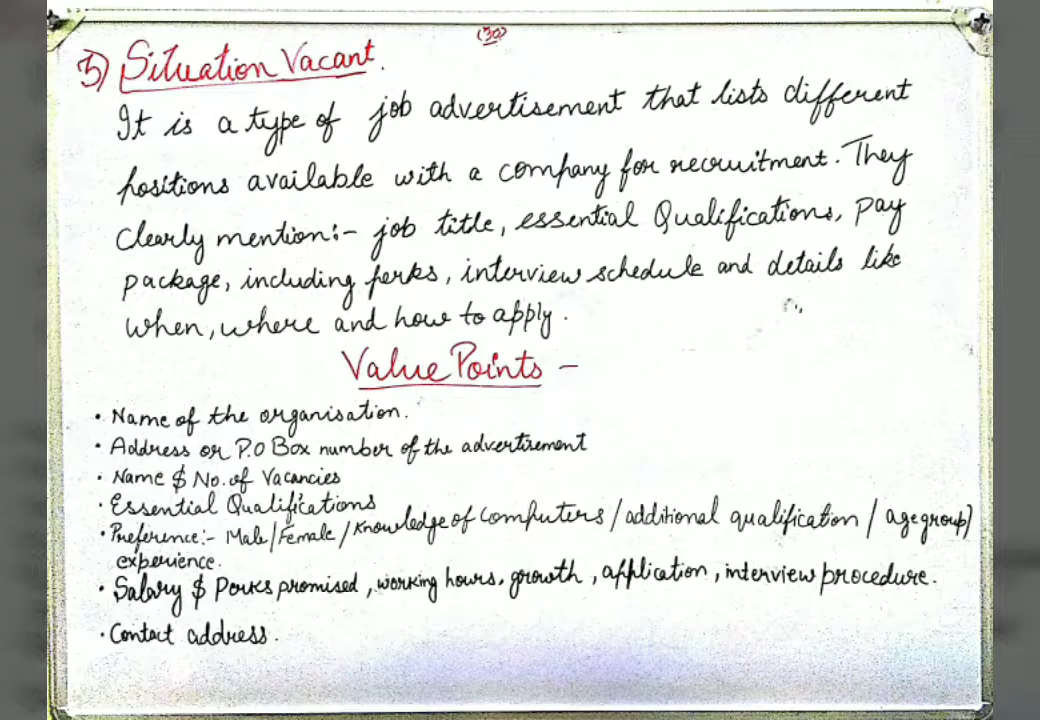 (30)
3) Situation Vacant.
It is a type of job advertisement that lists different
positions available with a company for recruitment. They
clearly mention:- job title, essential Qualifications, pay
package, including perks, interview schedule and details like
when, where and how to apply.
Value Points -
• Name of the organisation.
• Address or P.O Box number of the advertisement
• Name & No. of Vacancies
• Essential Qualifications
• Preference:- Male/Female/Knowledge of computers/additional qualification/age group/
experience.
• Salary & Perks promised, working hours, growth, application, interview procedure.
• Contact address.